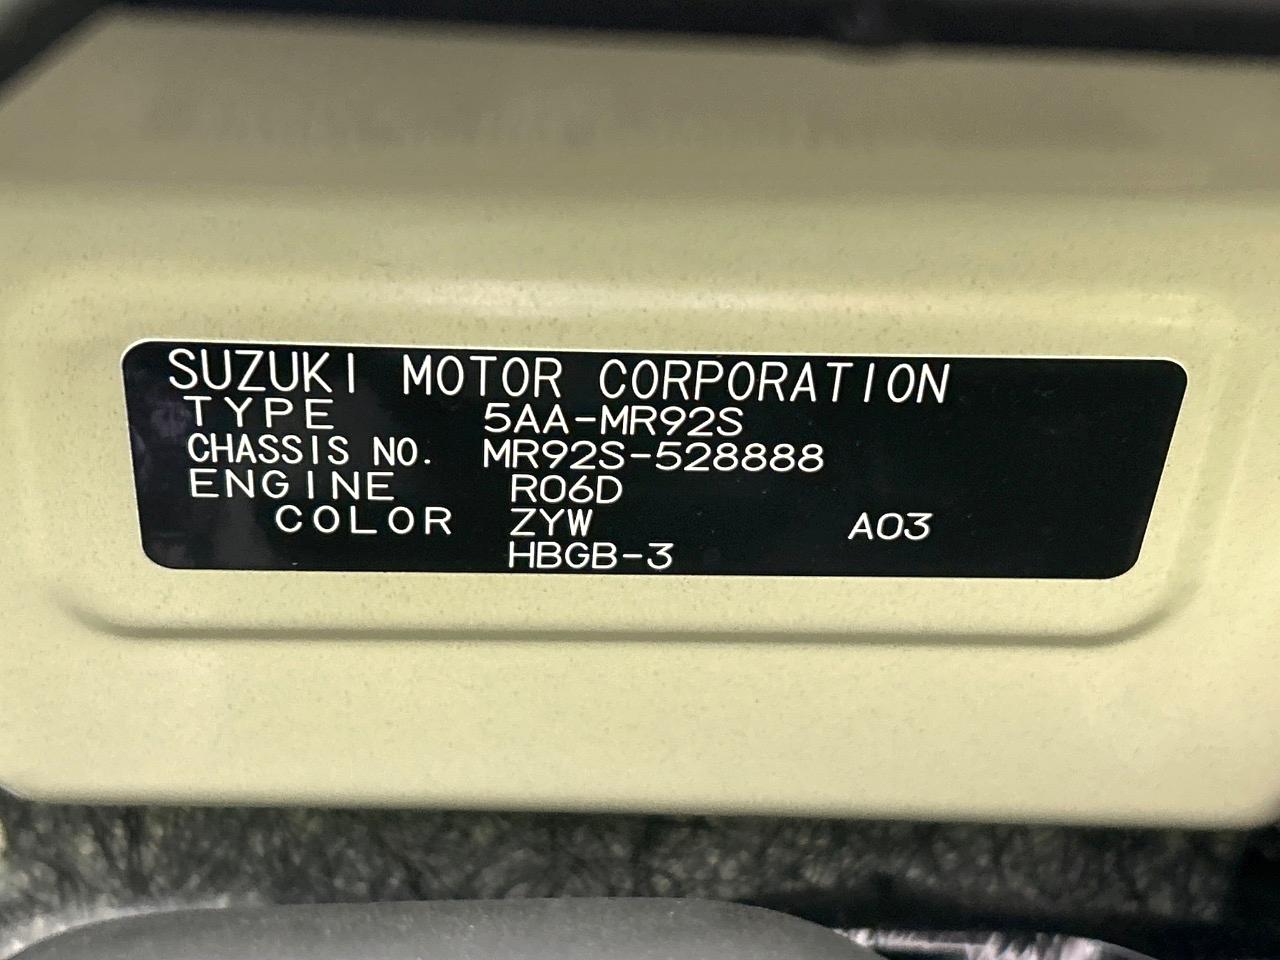 SUZUKI MOTOR CORPORATION
TYPE 5AA-MR92S
CHASSIS NO. MR92S-528888
ENGINE R06D
COLOR ZYW A03
HBGB-3